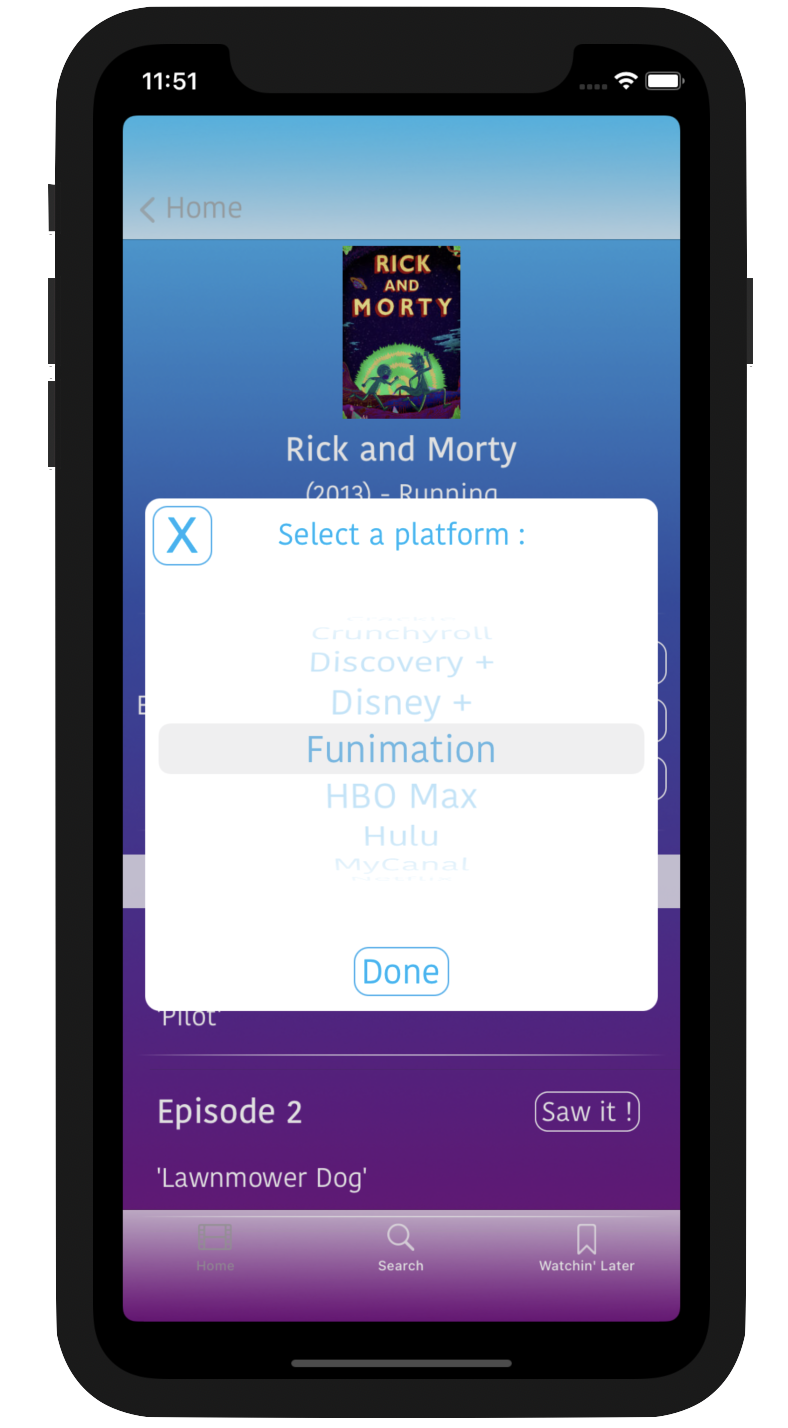 11:51
Home
RICK
AND
MORTY
Rick and Morty
(2013) - Running
X
Select a platform :
Crunchyroll
Discovery +
Disney +
Funimation
HBO Max
Hulu
MyCanal
Done
'Pilot'
Episode 2
Saw it !
'Lawnmower Dog'
Home
Search
Watchin' Later